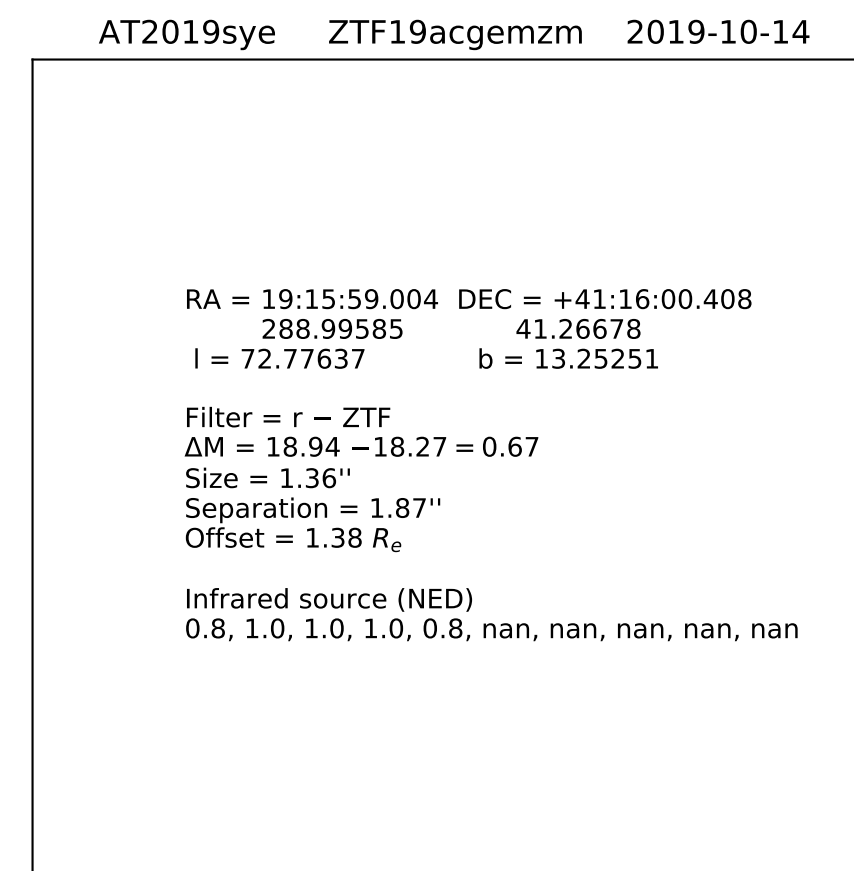 AT2019sye ZTF19acgemzm 2019-10-14
RA = 19:15:59.004 DEC = +41:16:00.408
288.99585 41.26678
l = 72.77637 b = 13.25251
Filter = r − ZTF
ΔM = 18.94 −18.27 = 0.67
Size = 1.36''
Separation = 1.87''
Offset = 1.38 Re
Infrared source (NED)
0.8, 1.0, 1.0, 1.0, 0.8, nan, nan, nan, nan, nan